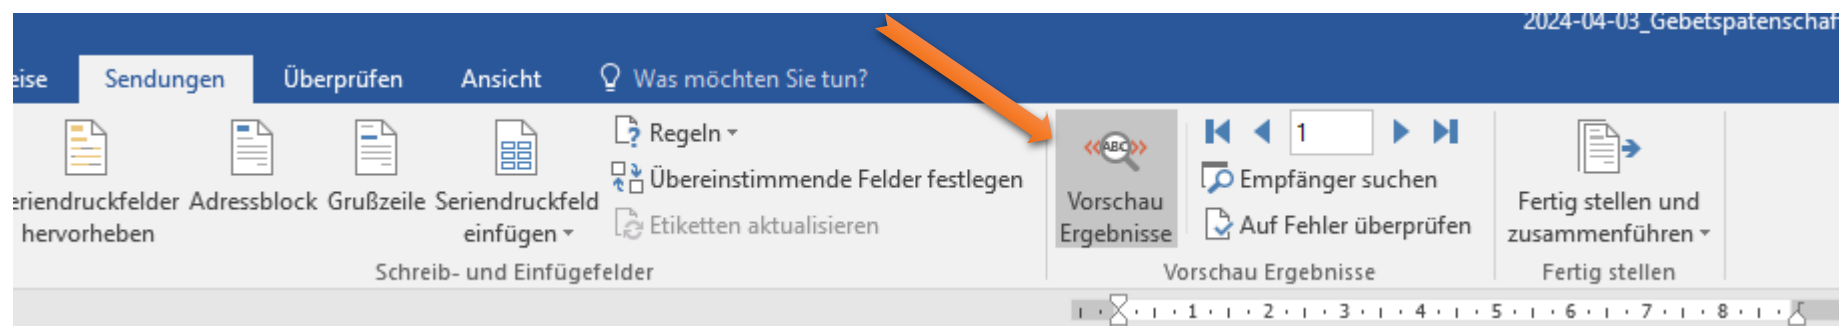 2024-04-03_Gebetspatenschaf
eise Sendungen Überprüfen Ansicht Was möchten Sie tun?
eriendruckfelder hervorheben
Adressblock
Grußzeile
Seriendruckfeld einfügen
Regeln
Übereinstimmende Felder festlegen
Etiketten aktualisieren
Schreib- und Einfügefelder
«ABC»
Vorschau Ergebnisse
1
Empfänger suchen
Auf Fehler überprüfen
Vorschau Ergebnisse
Fertig stellen und zusammenführen
Fertig stellen
1 2 3 4 5 6 7 8